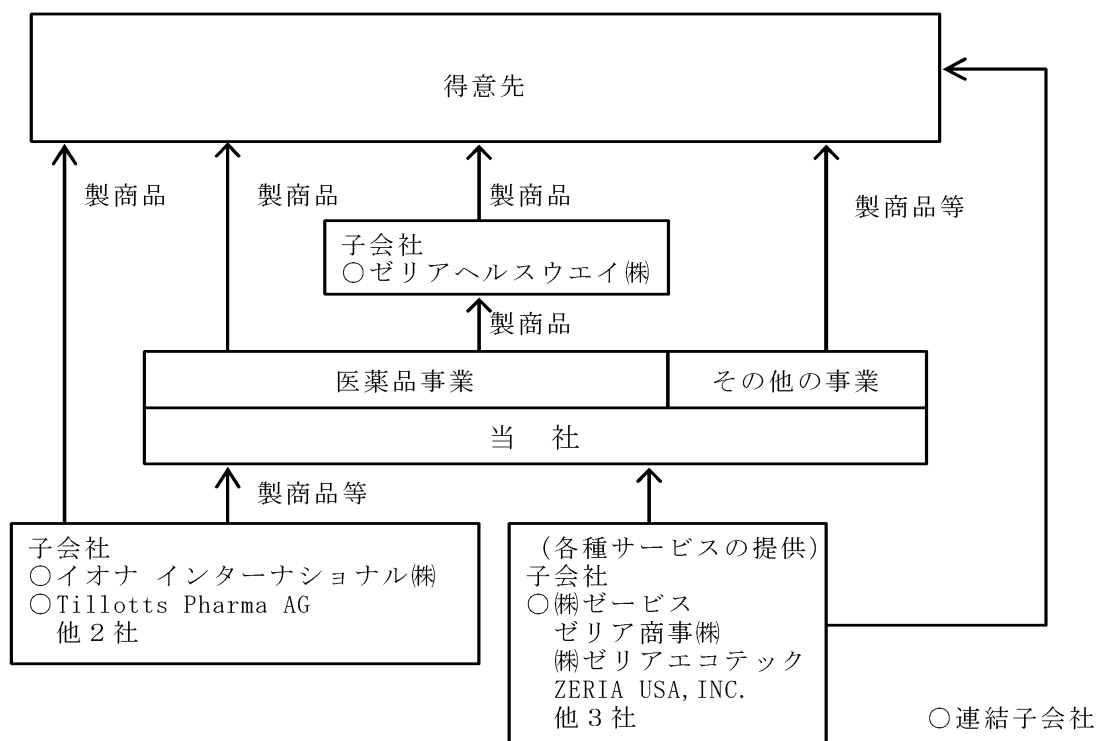 得意先
製商品
製商品
製商品
製商品等
子会社
○ゼリアヘルスウエイ㈱
製商品
医薬品事業
その他の事業
当 社
製商品等
子会社
○イオナ インターナショナル㈱
○Tillotts Pharma AG
他２社
（各種サービスの提供）
子会社
○㈱ゼービス
ゼリア商事㈱
㈱ゼリアエコテック
ZERIA USA,INC.
他３社
○連結子会社